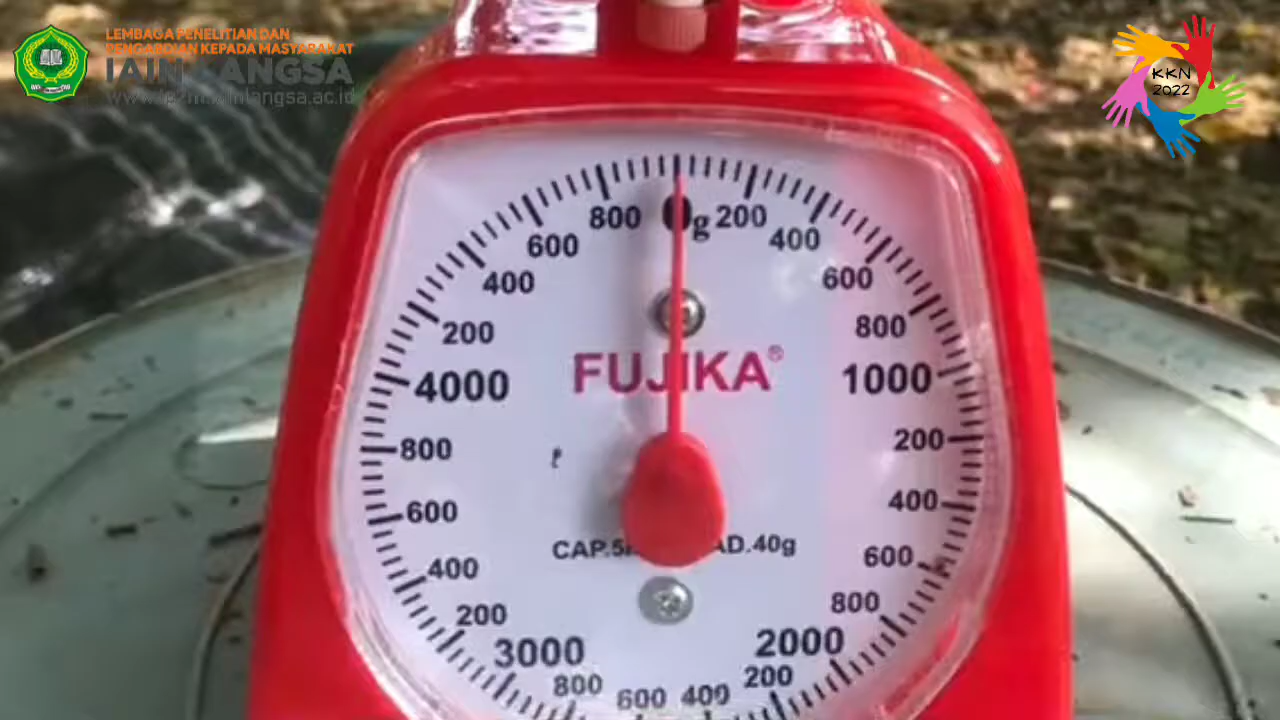 LEMBAGA PENELITIAN DAN
PENGABDIAN KEPADA MASYARAKAT
IAIN LANGSA
KKN
2022
800 0g 200
600 400
400 600
200 800
4000 FUJIKA® 1000
800 200
600 400
CAP.5 AD.40g
400 600
200 800
3000 2000
800 200
600 400